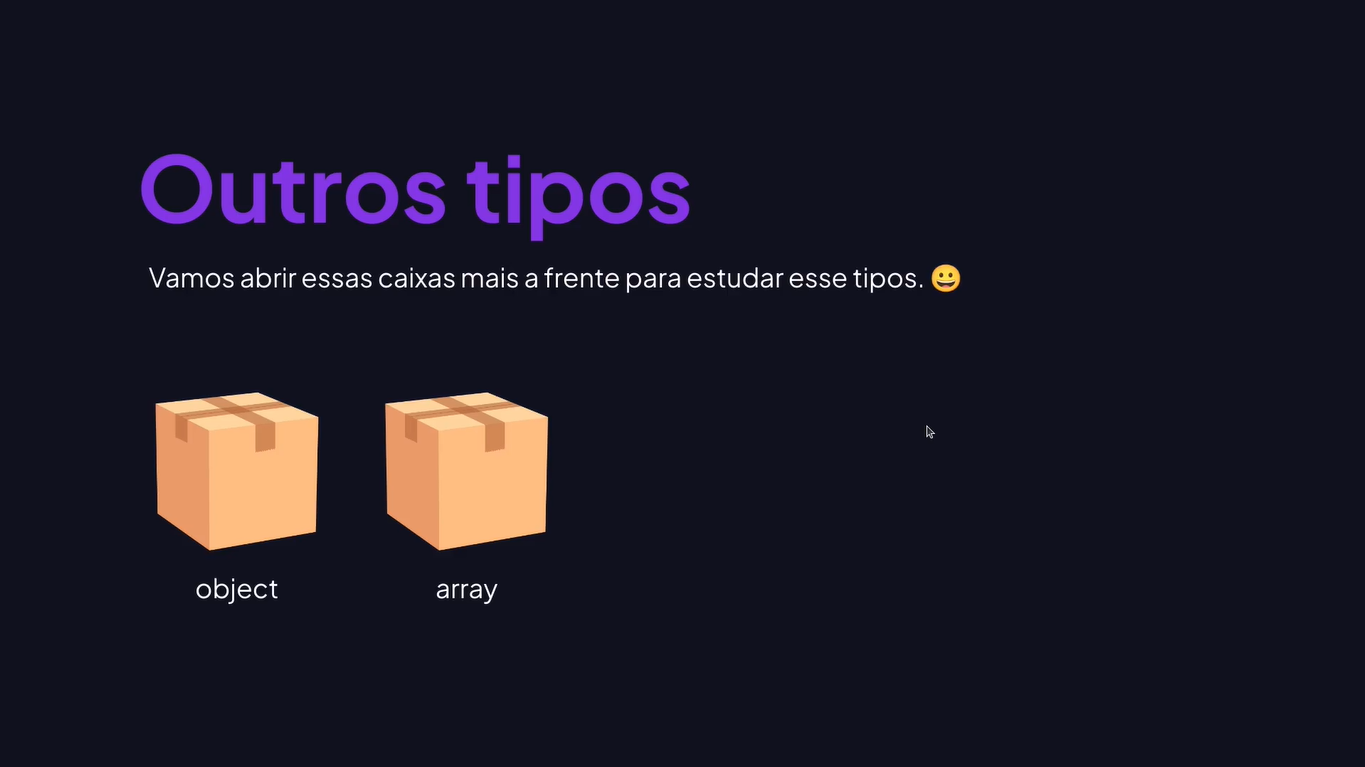 Outros tipos
Vamos abrir essas caixas mais a frente para estudar esse tipos. 😀
object
array